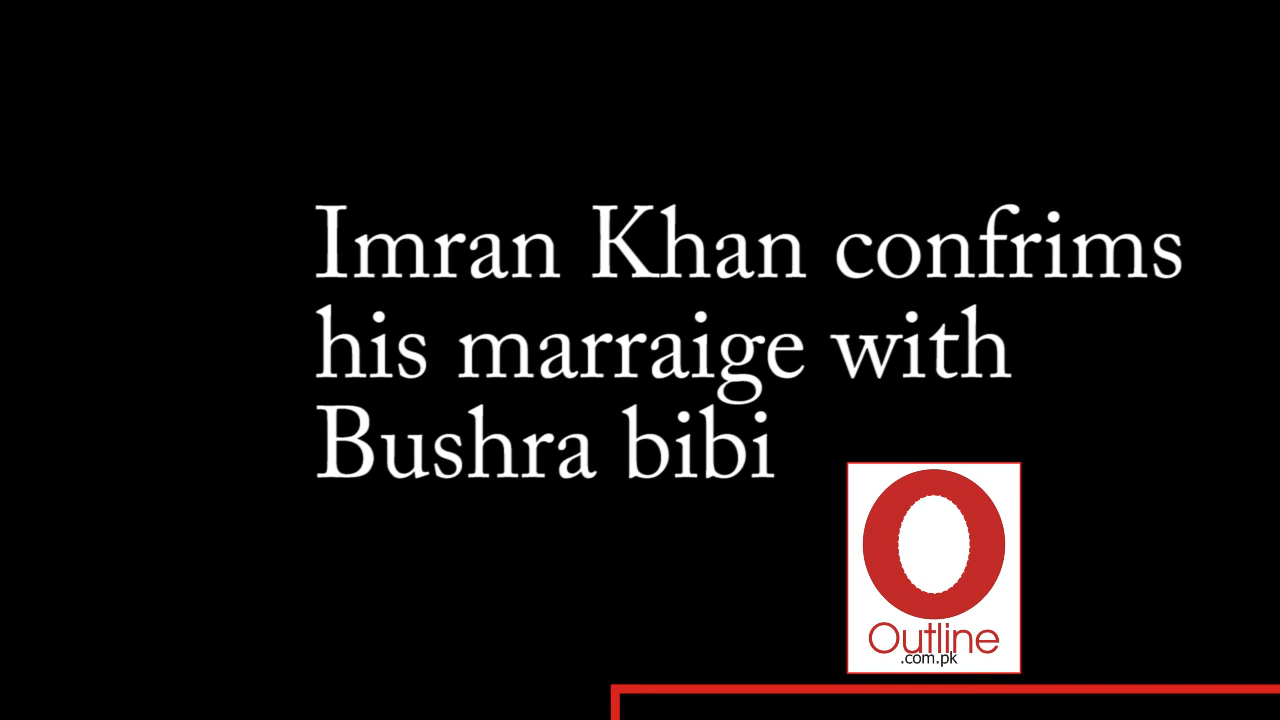 Imran Khan confrims
his marraige with
Bushra bibi
Outline
.com.pk